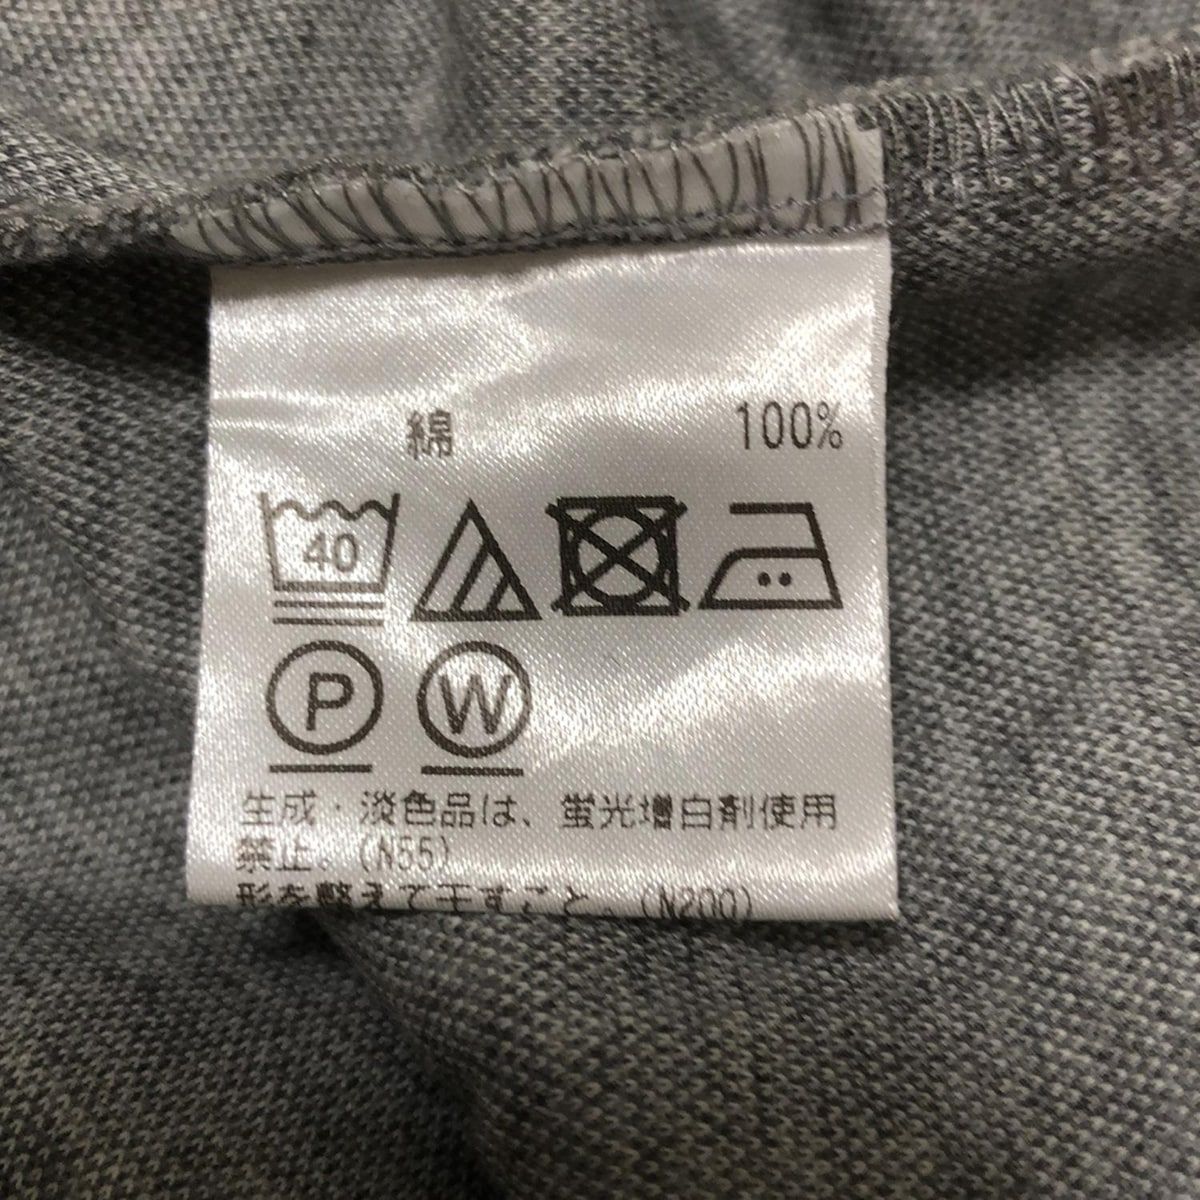 綿 100%
40
P W
生成・淡色品は、蛍光増白剤使用
禁止。(N55)
形を整えて干すこと。(N200)